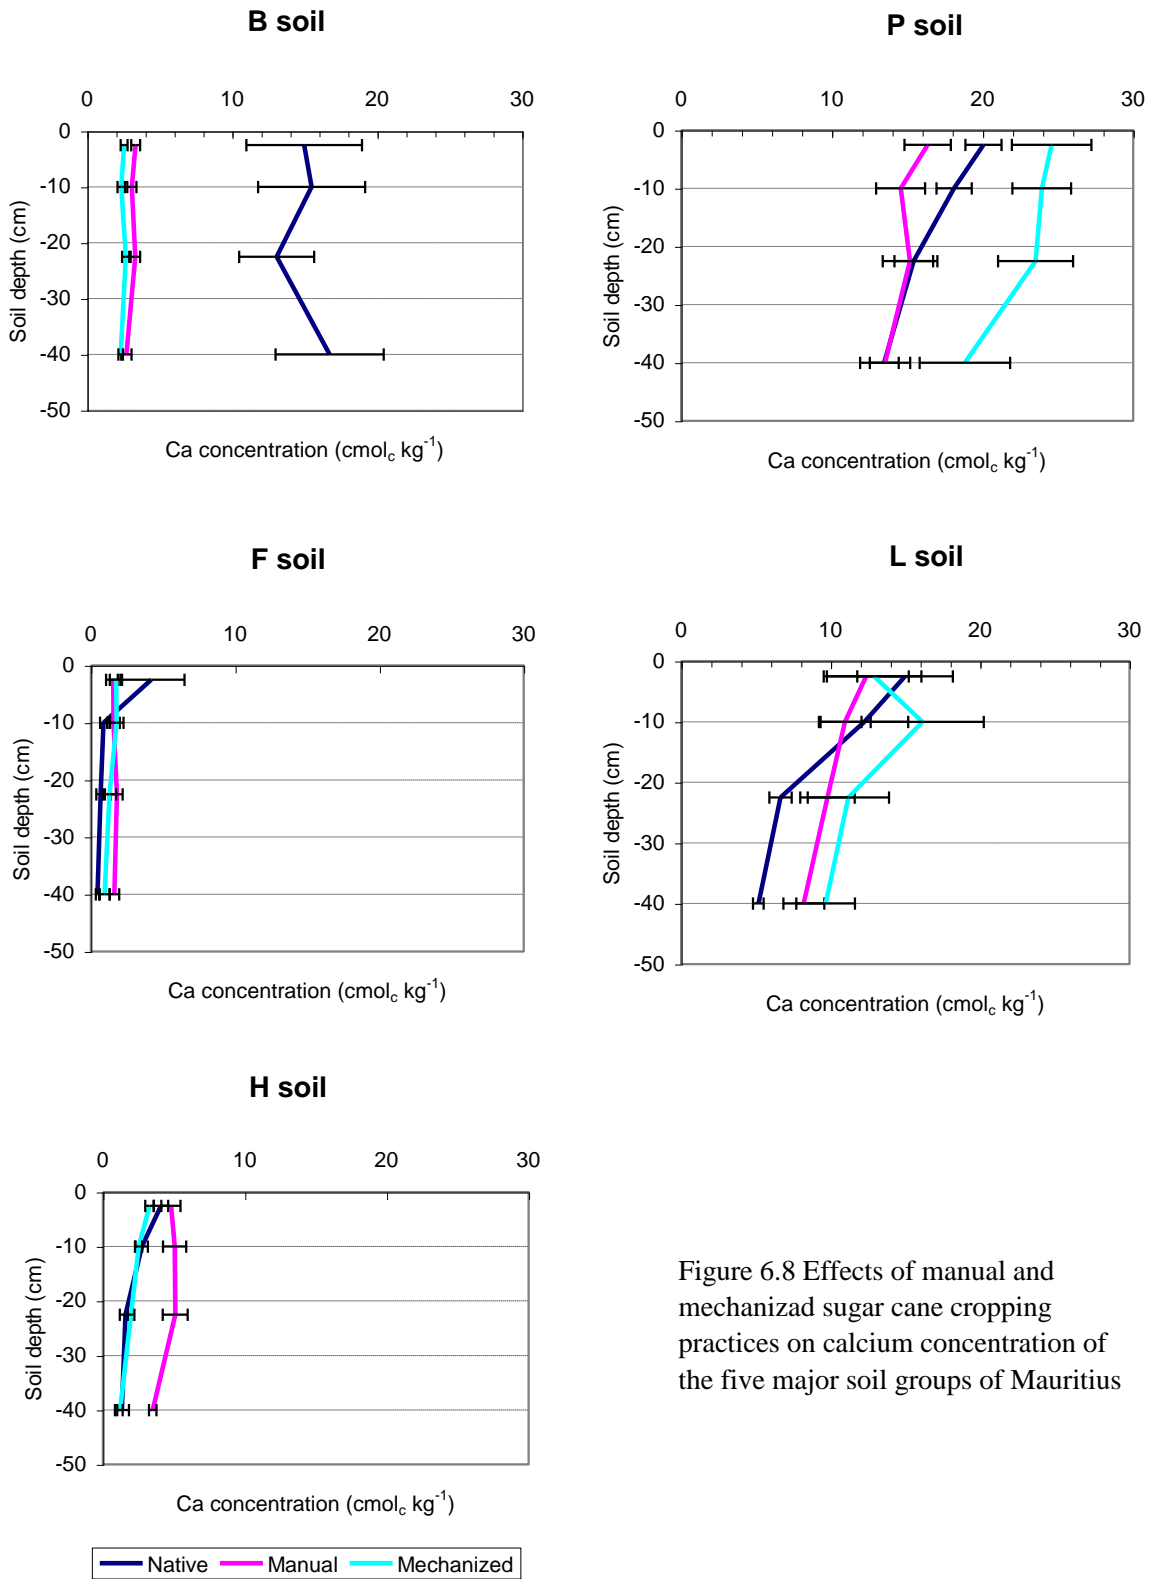 B soil
0 10 20 30
0
-10
-20
-30
-40
-50
Soil depth (cm)
Ca concentration (cmolc kg-1)
P soil
0 10 20 30
0
-10
-20
-30
-40
-50
Soil depth (cm)
Ca concentration (cmolc kg-1)
F soil
0 10 20 30
0
-10
-20
-30
-40
-50
Soil depth (cm)
Ca concentration (cmolc kg-1)
L soil
0 10 20 30
0
-10
-20
-30
-40
-50
Soil depth (cm)
Ca concentration (cmolc kg-1)
H soil
0 10 20 30
0
-10
-20
-30
-40
-50
Soil depth (cm)
Ca concentration (cmolc kg-1)
Native Manual Mechanized
Figure 6.8 Effects of manual and
mechanizad sugar cane cropping
practices on calcium concentration of
the five major soil groups of Mauritius